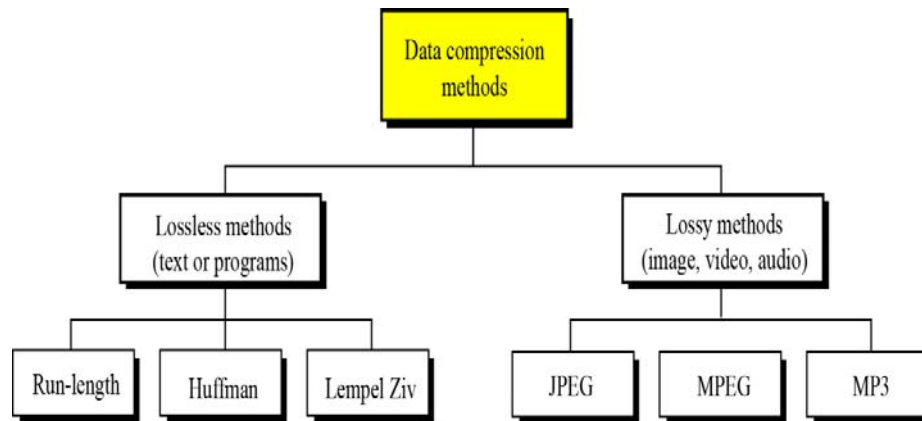 Data compression
methods
Lossless methods
(text or programs)
Lossy methods
(image, video, audio)
Run-length
Huffman
Lempel Ziv
JPEG
MPEG
MP3